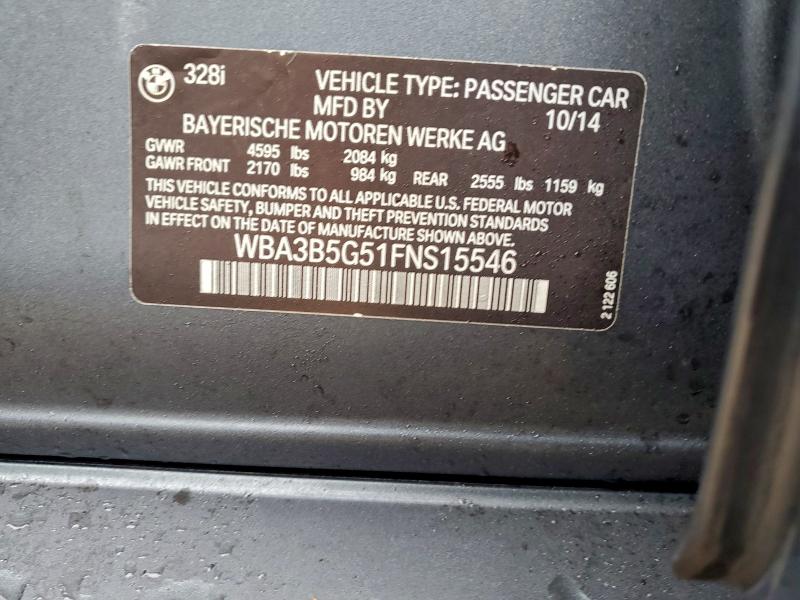 BMW 328i VEHICLE TYPE: PASSENGER CAR
MFD BY 10/14
BAYERISCHE MOTOREN WERKE AG
GVWR 4595 lbs 2084 kg
GAWR FRONT 2170 lbs 984 kg REAR 2555 lbs 1159 kg
THIS VEHICLE CONFORMS TO ALL APPLICABLE U.S. FEDERAL MOTOR
VEHICLE SAFETY, BUMPER AND THEFT PREVENTION STANDARDS
IN EFFECT ON THE DATE OF MANUFACTURE SHOWN ABOVE.
WBA3B5G51FNS15546
2 122 606